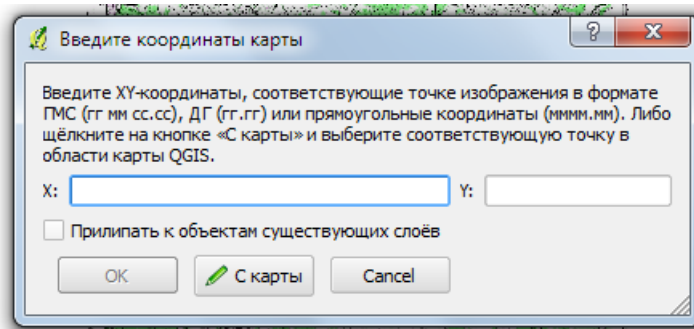 Введите координаты карты
Введите XY-координаты, соответствующие точке изображения в формате
ГМС (гг мм сс.сс), ДГ (гг.гг) или прямоугольные координаты (мммм.мм). Либо
щёлкните на кнопке «С карты» и выберите соответствующую точку в
области карты QGIS.
X: Y:
Прилипать к объектам существующих слоёв
OK С карты Cancel